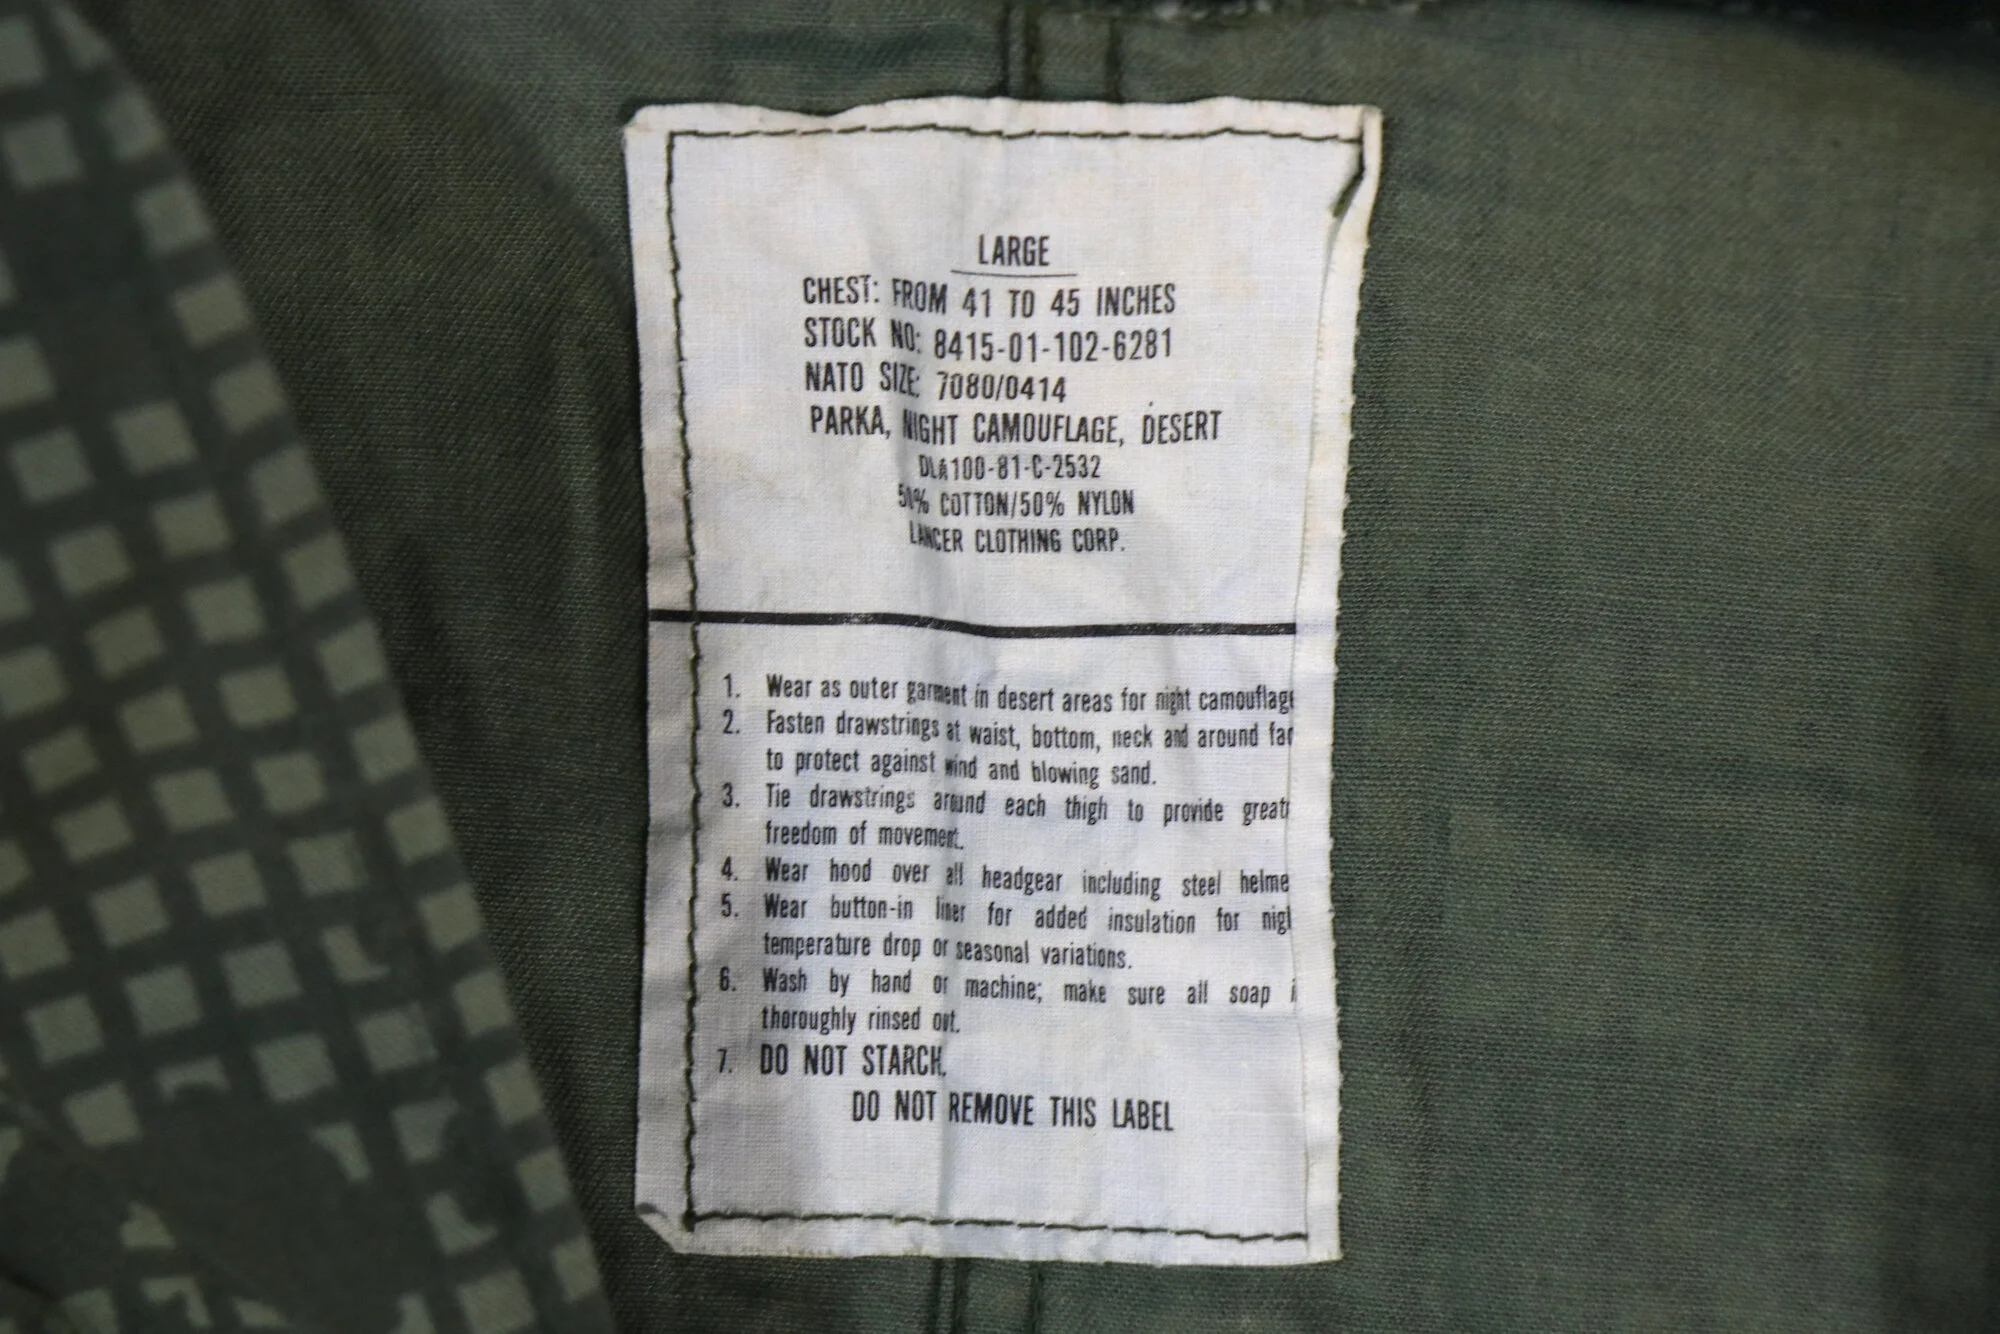 LARGE
CHEST: FROM 41 TO 45 INCHES
STOCK NO: 8415-01-102-6281
NATO SIZE: 7080/0414
PARKA, NIGHT CAMOUFLAGE, DESERT
DLA100-81-C-2532
50% COTTON/50% NYLON
LANCER CLOTHING CORP.
1. Wear as outer garment in desert areas for night camouflag
2. Fasten drawstrings at waist, bottom, neck and around fac
to protect against wind and blowing sand.
3. Tie drawstrings around each thigh to provide great
freedom of movement.
4. Wear hood over all headgear including steel helme
5. Wear button-in liner for added insulation for nig
temperature drop or seasonal variations.
6. Wash by hand or machine; make sure all soap i
thoroughly rinsed out.
7. DO NOT STARCH.
DO NOT REMOVE THIS LABEL